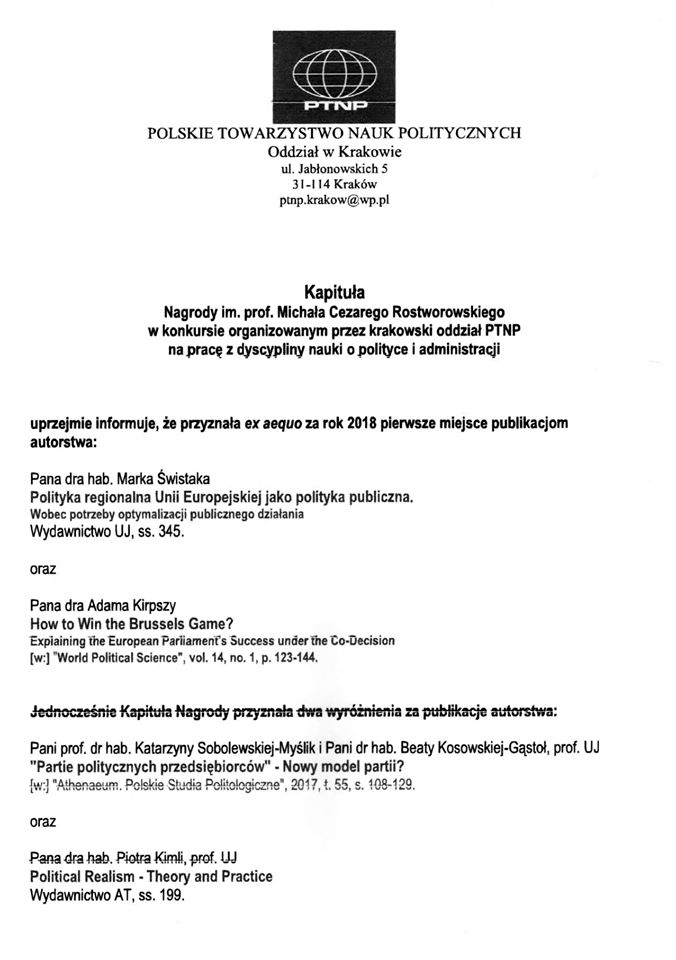 PTNP
POLSKIE TOWARZYSTWO NAUK POLITYCZNYCH
Oddział w Krakowie
ul. Jabłonowskich 5
31-114 Kraków
ptnp.krakow@wp.pl
Kapituła
Nagrody im. prof. Michała Cezarego Rostworowskiego
w konkursie organizowanym przez krakowski oddział PTNP
na pracę z dyscypliny nauki o polityce i administracji
uprzejmie informuje, że przyznała ex aequo za rok 2018 pierwsze miejsce publikacjom
autorstwa:
Pana dra hab. Marka Świstaka
Polityka regionalna Unii Europejskiej jako polityka publiczna.
Wobec potrzeby optymalizacji publicznego działania
Wydawnictwo UJ, ss. 345.
oraz
Pana dra Adama Kirpszy
How to Win the Brussels Game?
Explaining the European Parliament's Success under the Co-Decision
[w:] "World Political Science", vol. 14, no. 1, p. 123-144.
Jednocześnie Kapituła Nagrody przyznała dwa wyróżnienia za publikacje autorstwa:
Pani prof. dr hab. Katarzyny Sobolewskiej-Myślik i Pani dr hab. Beaty Kosowskiej-Gąstoł, prof. UJ
"Partie politycznych przedsiębiorców" - Nowy model partii?
[w:] "Athenaeum. Polskie Studia Politologiczne", 2017, t. 55, s. 108-129.
oraz
Pana dra hab. Piotra Kimli, prof. UJ
Political Realism - Theory and Practice
Wydawnictwo AT, ss. 199.